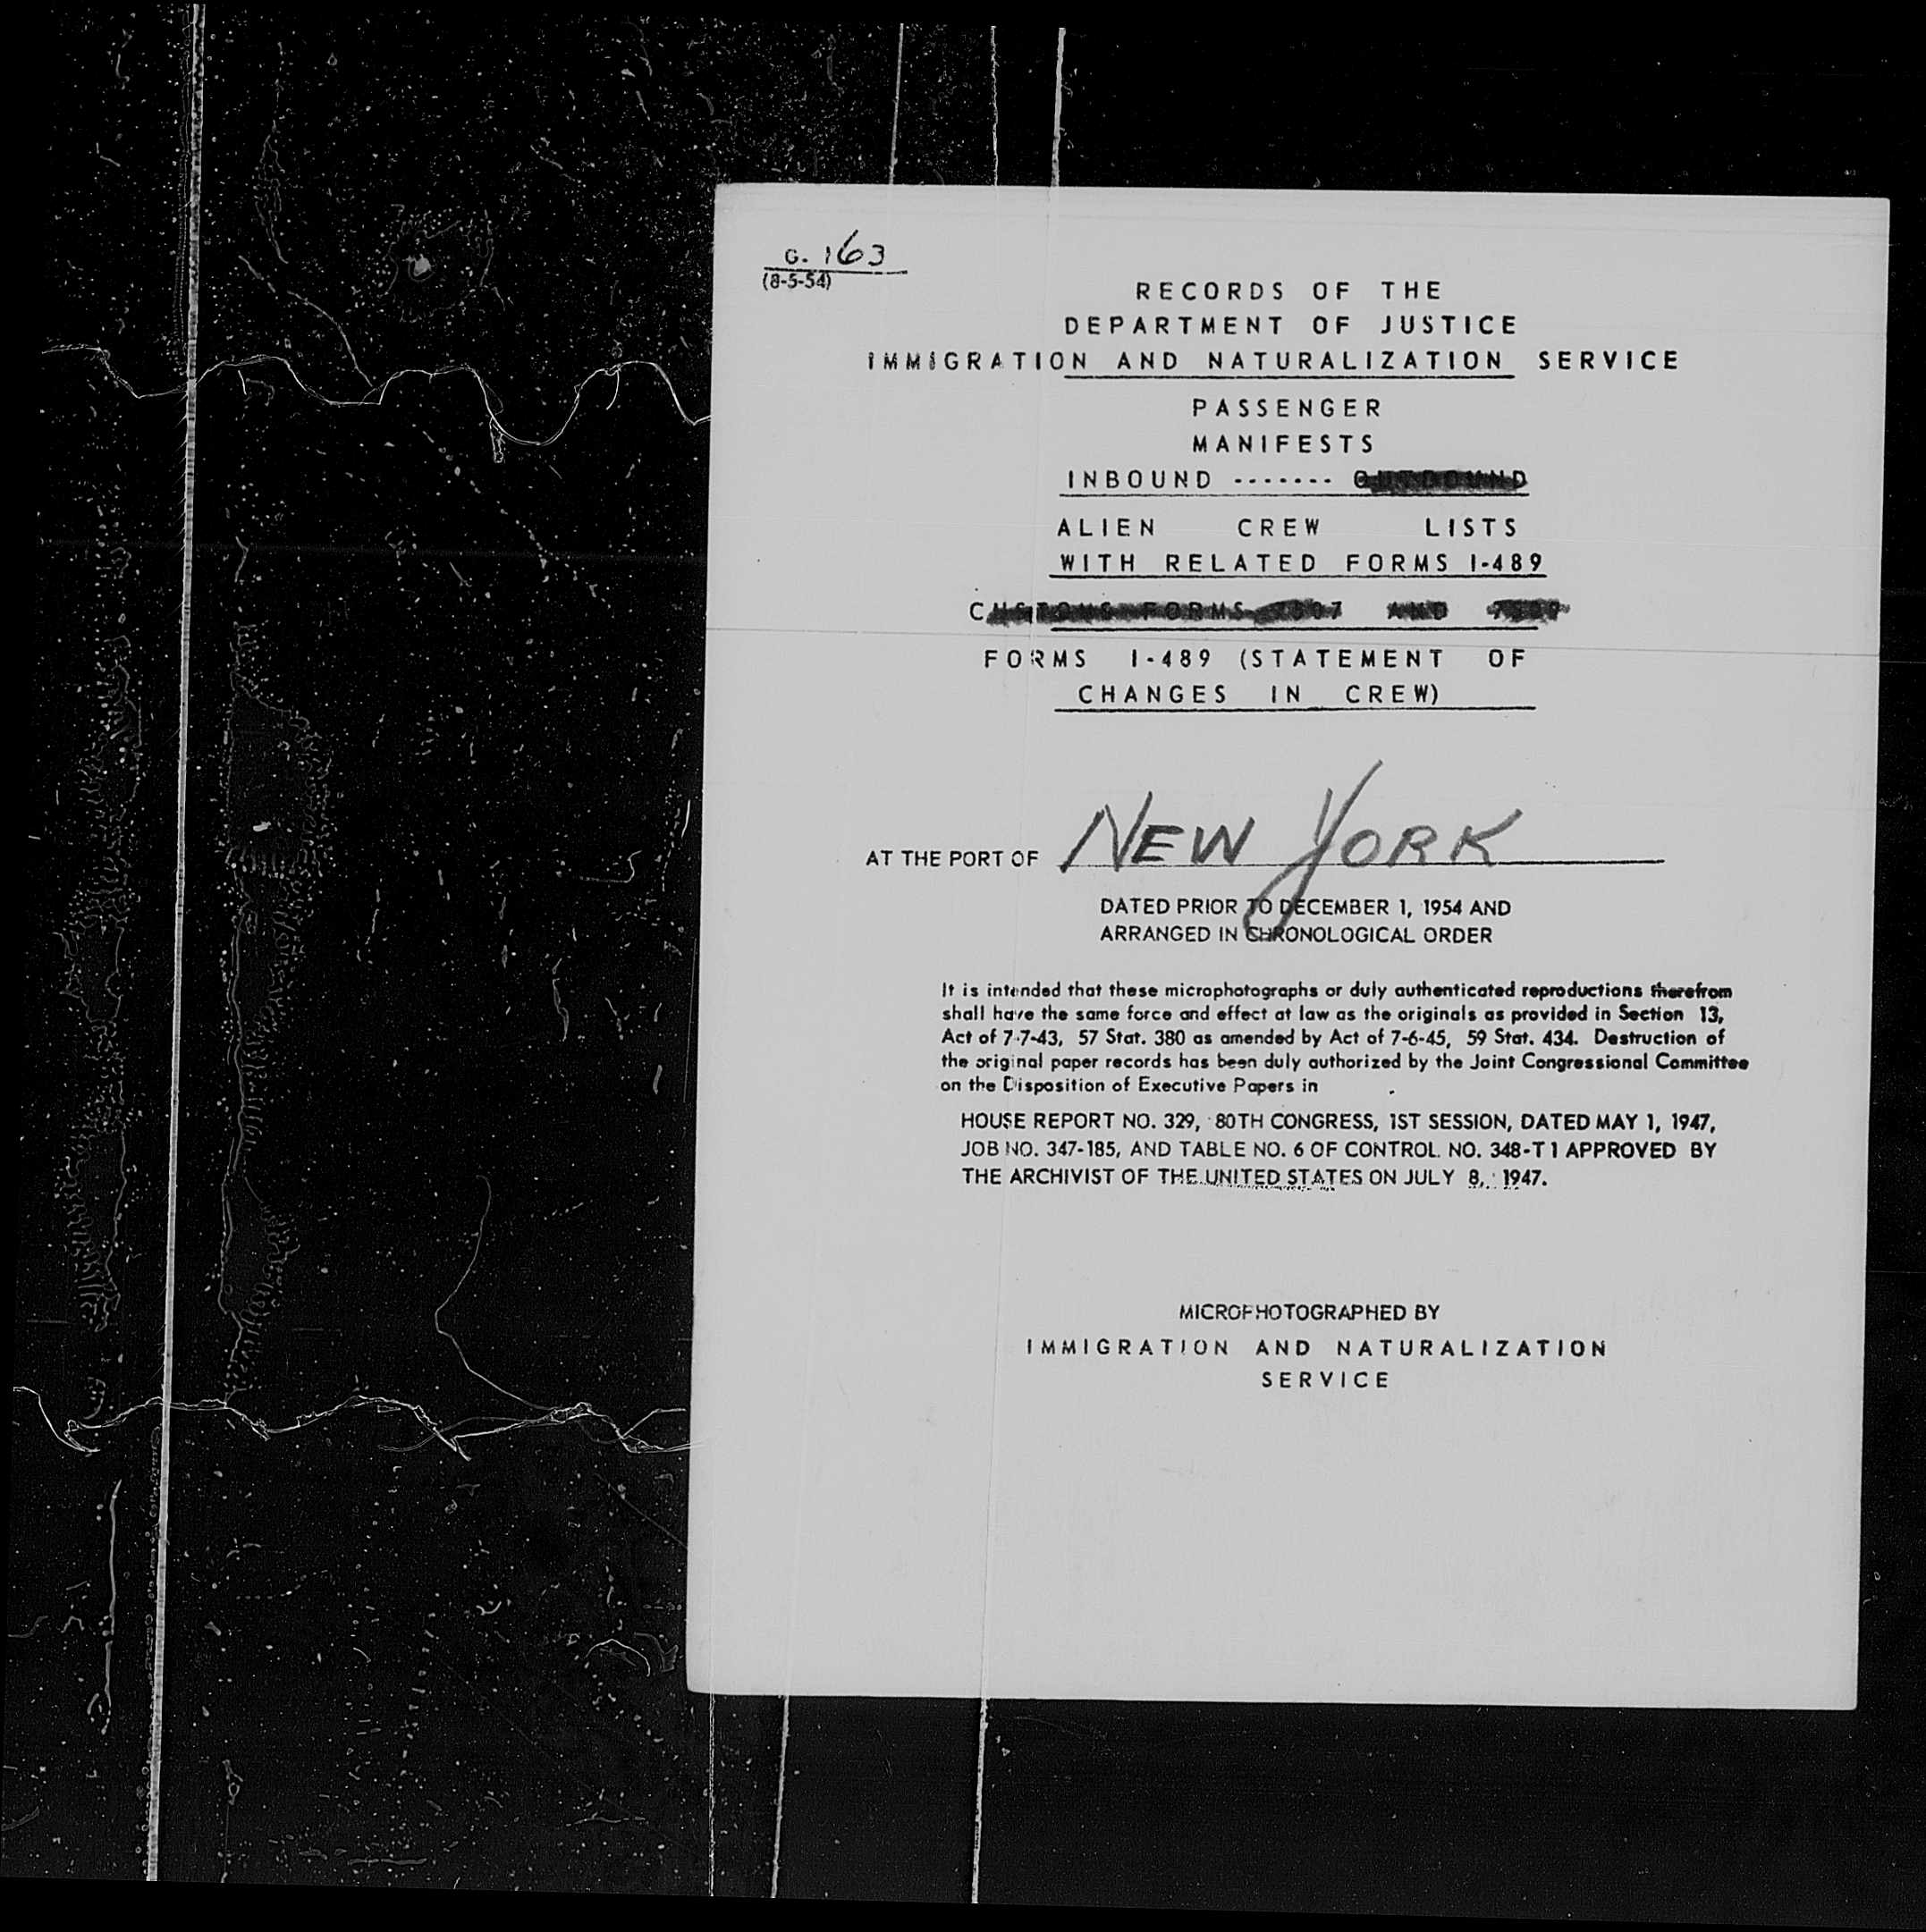 G. 163
(8-5-54)
RECORDS OF THE
DEPARTMENT OF JUSTICE
IMMIGRATION AND NATURALIZATION SERVICE
PASSENGER
MANIFESTS
INBOUND ------- OUTBOUND
ALIEN CREW LISTS
WITH RELATED FORMS I-489
CUSTOMS FORMS 7507 AND
FORMS I-489 (STATEMENT OF
CHANGES IN CREW)
AT THE PORT OF NEW YORK
DATED PRIOR TO DECEMBER 1, 1954 AND
ARRANGED IN CHRONOLOGICAL ORDER
It is intended that these microphotographs or duly authenticated reproductions therefrom
shall have the same force and effect at law as the originals as provided in Section 13,
Act of 7-7-43, 57 Stat. 380 as amended by Act of 7-6-45, 59 Stat. 434. Destruction of
the original paper records has been duly authorized by the Joint Congressional Committee
on the Disposition of Executive Papers in
HOUSE REPORT NO. 329, 80TH CONGRESS, 1ST SESSION, DATED MAY 1, 1947,
JOB NO. 347-185, AND TABLE NO. 6 OF CONTROL NO. 348-T1 APPROVED BY
THE ARCHIVIST OF THE UNITED STATES ON JULY 8, 1947.
MICROPHOTOGRAPHED BY
IMMIGRATION AND NATURALIZATION
SERVICE